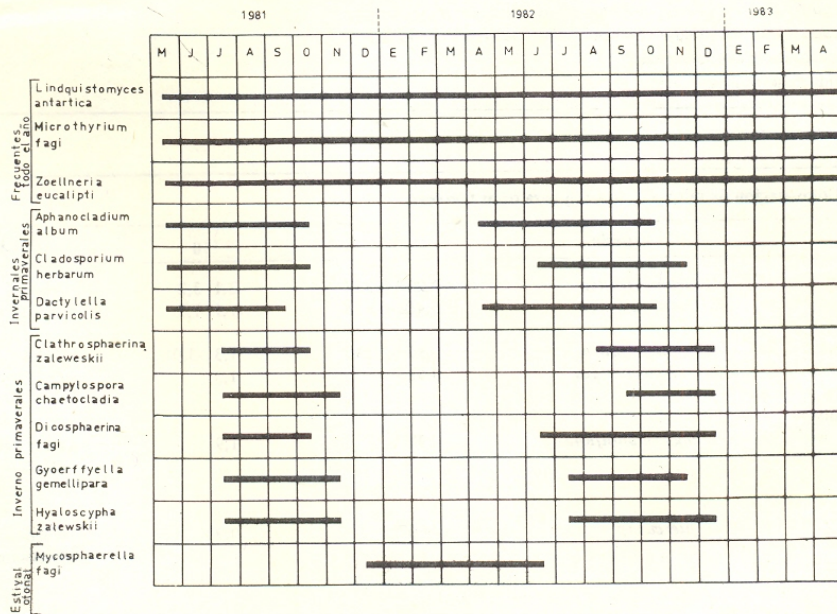 1981 1982 1983
M J J A S O N D E F M A M J J A S O N D E F M A
Frecuentes
todo el año
Lindquistomyces
antartica
Microthyrium
fagi
Zoellneria
eucalipti
Invernales
primaverales
Aphanocladium
album
Cladosporium
herbarum
Dactylella
parvicolis
Inverno primaverales
Clathrosphaerina
zaleweskii
Campylospora
chaetocladia
Dicosphaerina
fagi
Gyoerffyella
gemellipara
Hyaloscypha
zalewskii
Estival
otonal
Mycosphaerella
fagi